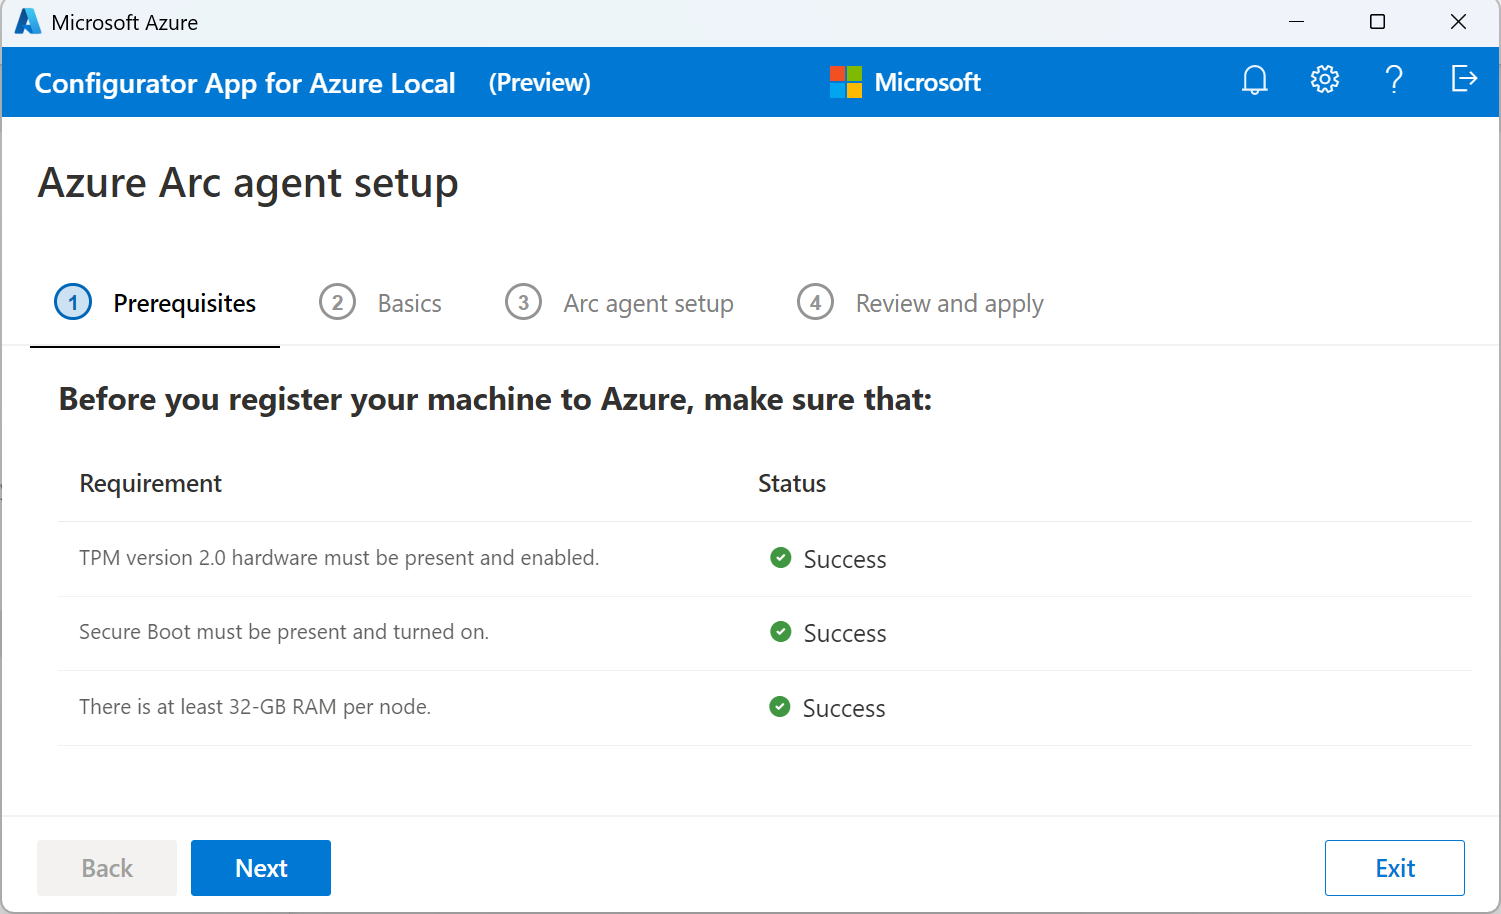 Microsoft Azure
Configurator App for Azure Local (Preview) Microsoft
Azure Arc agent setup
1 Prerequisites 2 Basics 3 Arc agent setup 4 Review and apply
Before you register your machine to Azure, make sure that:
Requirement Status
TPM version 2.0 hardware must be present and enabled. Success
Secure Boot must be present and turned on. Success
There is at least 32-GB RAM per node. Success
Back Next Exit